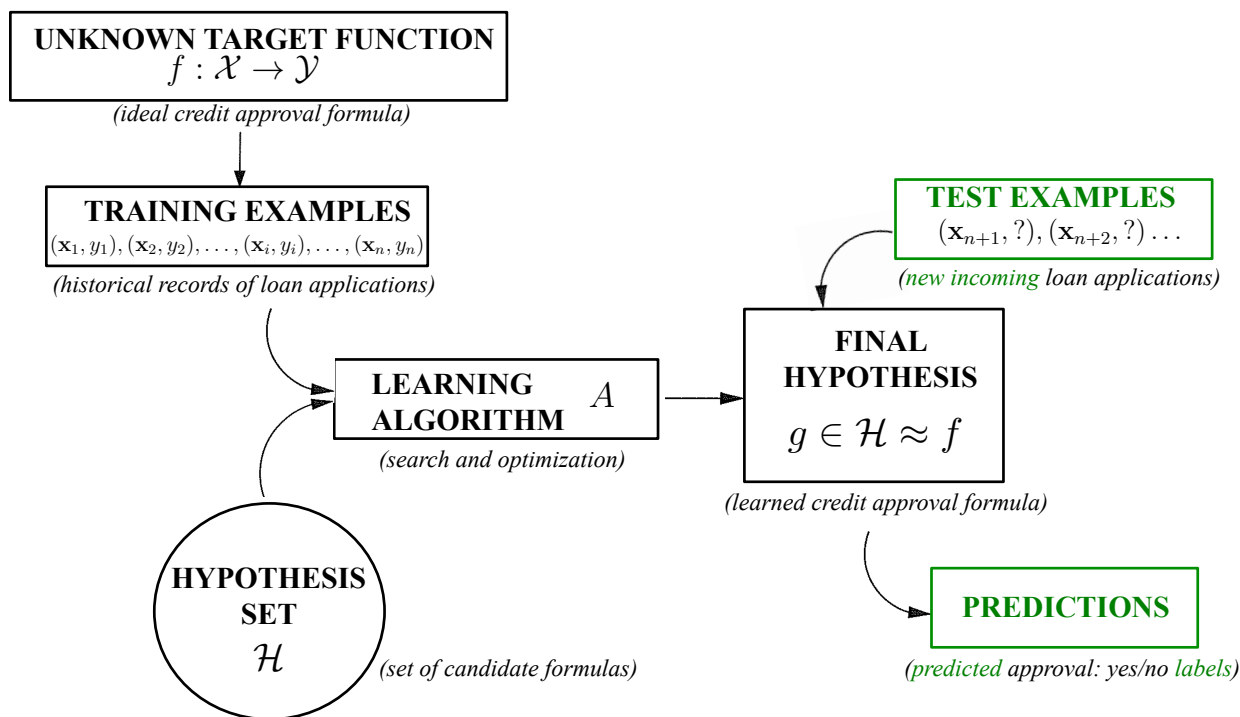 UNKNOWN TARGET FUNCTION
f : 𝒳 → 𝒴
(ideal credit approval formula)
TRAINING EXAMPLES
(x₁, y₁), (x₂, y₂), . . . , (xᵢ, yᵢ), . . . , (xₙ, yₙ)
(historical records of loan applications)
TEST EXAMPLES
(xₙ₊₁, ?), (xₙ₊₂, ?) . . .
(new incoming loan applications)
LEARNING
ALGORITHM A
(search and optimization)
FINAL
HYPOTHESIS
g ∈ ℋ ≈ f
(learned credit approval formula)
HYPOTHESIS
SET
ℋ
(set of candidate formulas)
PREDICTIONS
(predicted approval: yes/no labels)